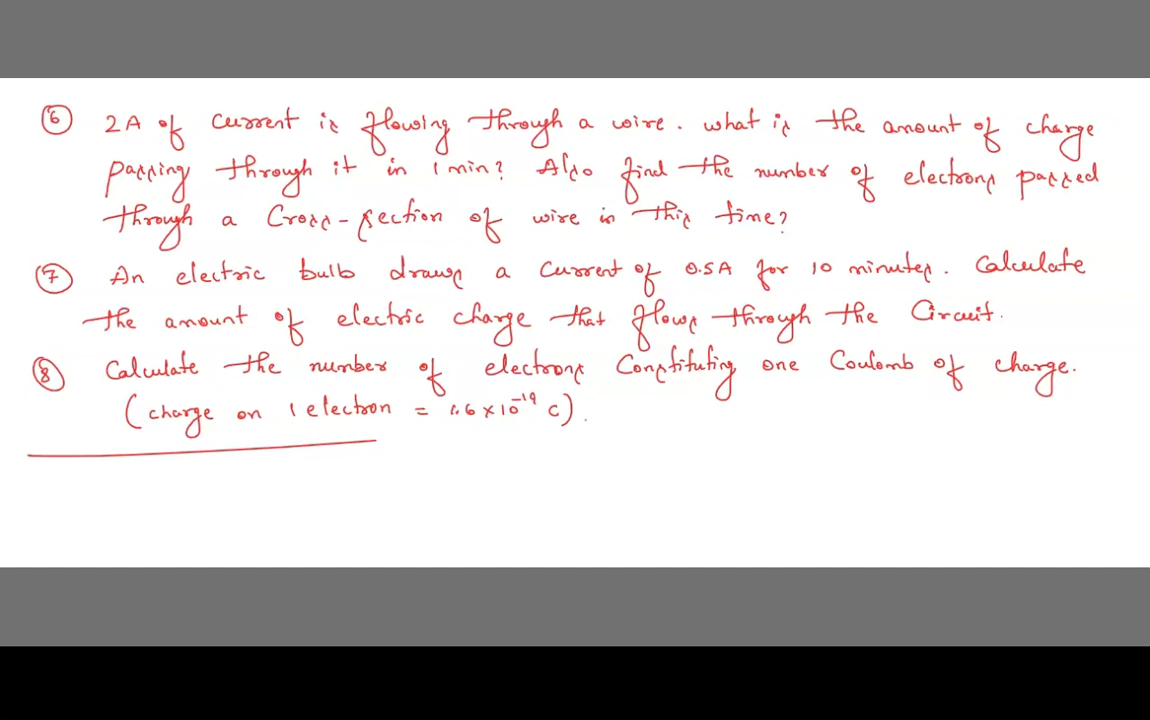 6 2A of current is flowing through a wire. what is the amount of charge
passing through it in 1 min? Also find the number of electrons passed
through a Cross-section of wire in this time?
7 An electric bulb draws a current of 0.5A for 10 minutes. Calculate
the amount of electric charge that flows through the Circuit.
8 Calculate the number of electrons Constituting one Coulomb of charge.
(charge on 1 electron = 1.6 × 10⁻¹⁹ C).